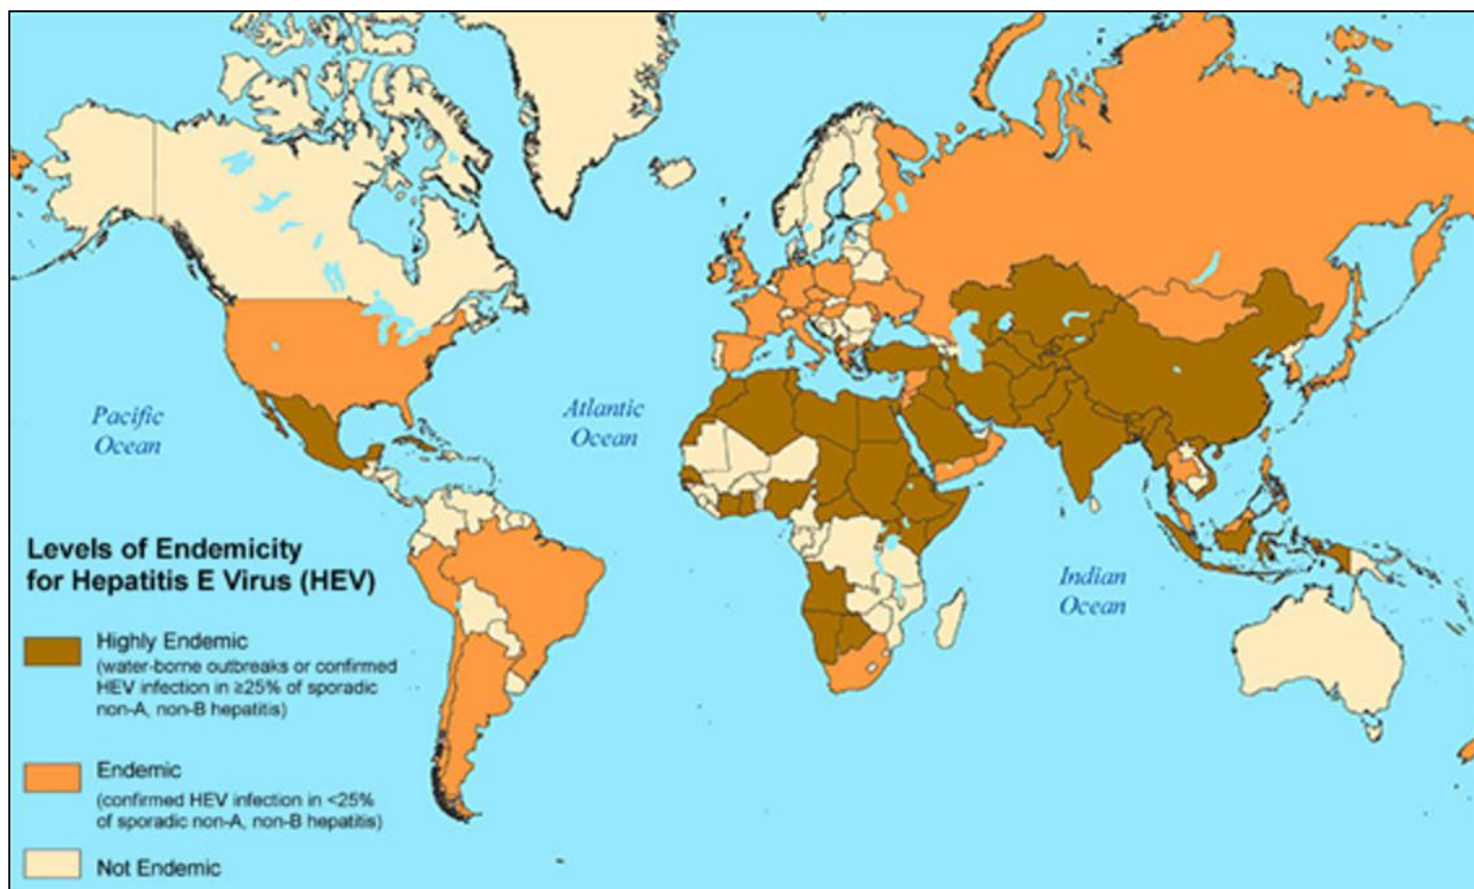 Pacific
Ocean
Atlantic
Ocean
Indian
Ocean
Levels of Endemicity
for Hepatitis E Virus (HEV)
Highly Endemic
(water-borne outbreaks or confirmed
HEV infection in ≥25% of sporadic
non-A, non-B hepatitis)
Endemic
(confirmed HEV infection in <25%
of sporadic non-A, non-B hepatitis)
Not Endemic